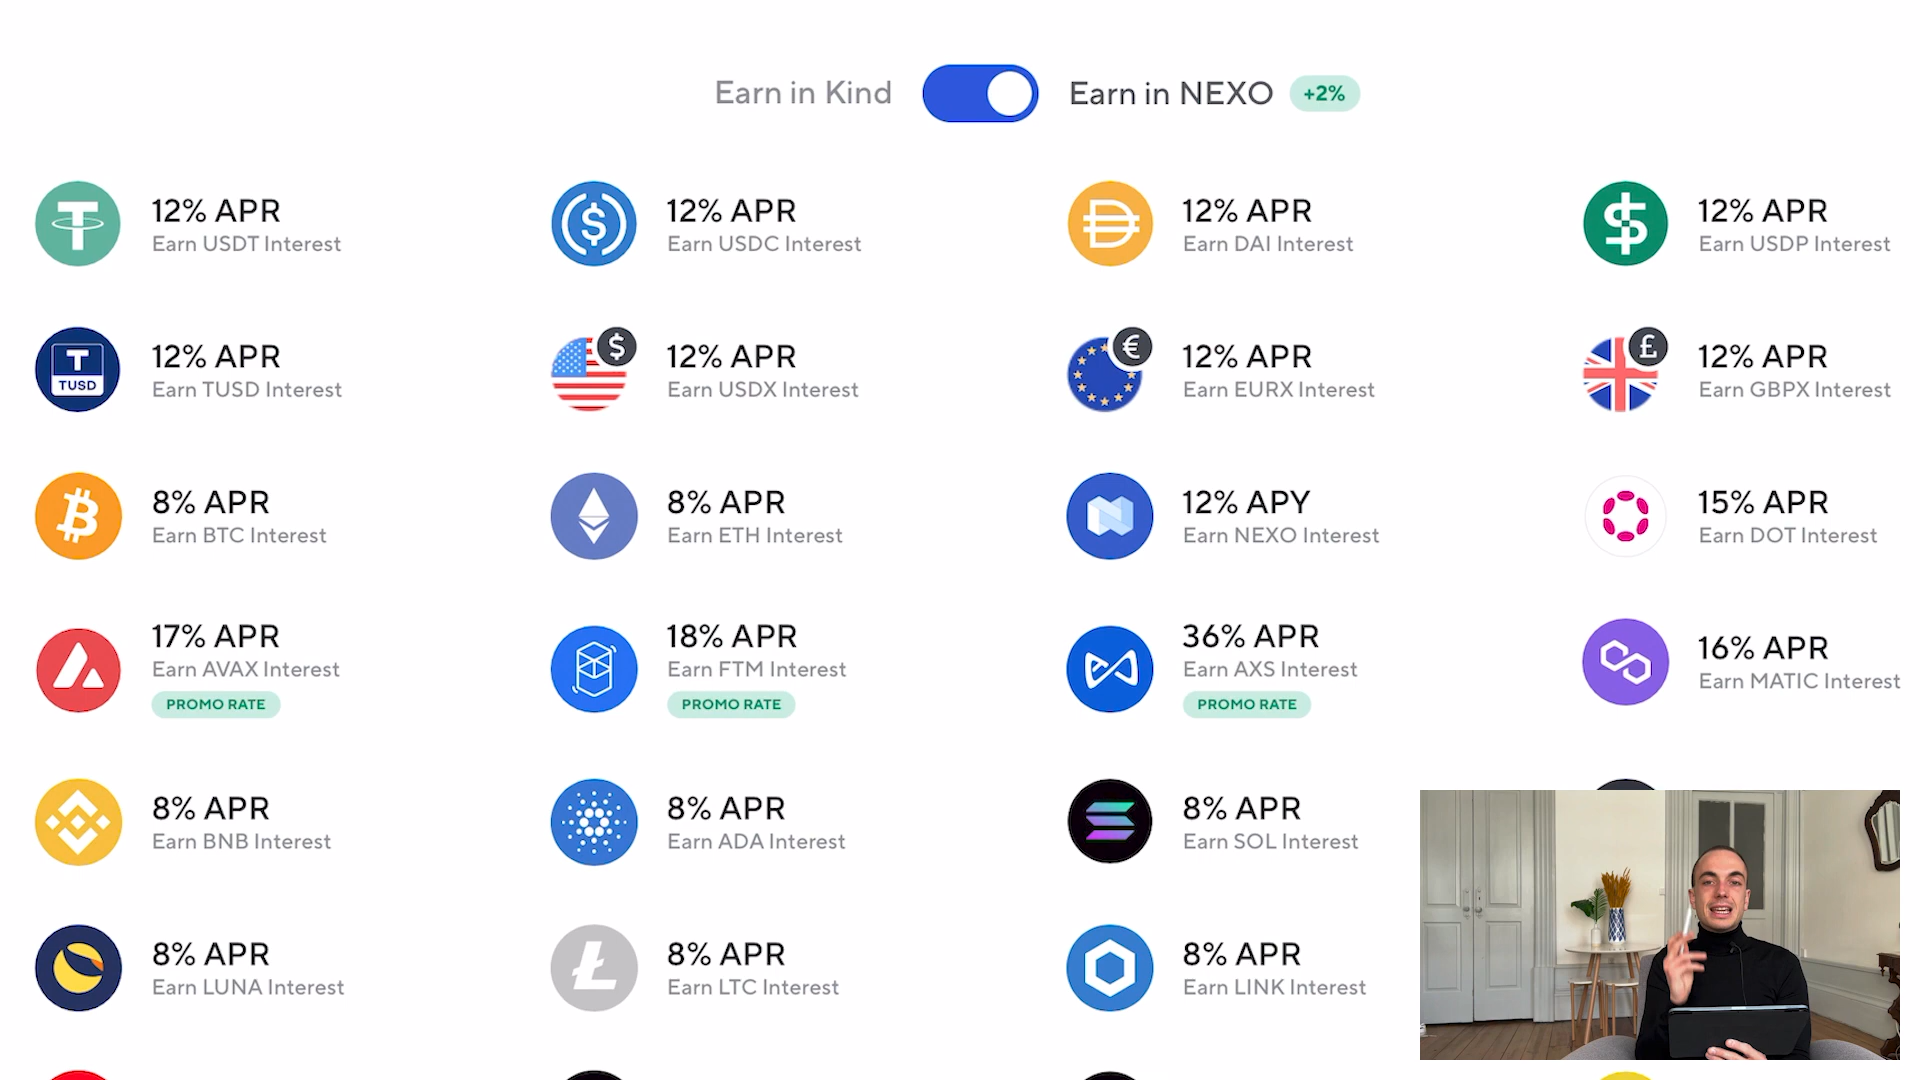 Earn in Kind
Earn in NEXO
+2%
12% APR
Earn USDT Interest
12% APR
Earn USDC Interest
12% APR
Earn DAI Interest
12% APR
Earn USDP Interest
T
TUSD
12% APR
Earn TUSD Interest
$
12% APR
Earn USDX Interest
€
12% APR
Earn EURX Interest
£
12% APR
Earn GBPX Interest
8% APR
Earn BTC Interest
8% APR
Earn ETH Interest
12% APY
Earn NEXO Interest
15% APR
Earn DOT Interest
17% APR
Earn AVAX Interest
PROMO RATE
18% APR
Earn FTM Interest
PROMO RATE
36% APR
Earn AXS Interest
PROMO RATE
16% APR
Earn MATIC Interest
8% APR
Earn BNB Interest
8% APR
Earn ADA Interest
8% APR
Earn SOL Interest
8% APR
Earn LUNA Interest
8% APR
Earn LTC Interest
8% APR
Earn LINK Interest